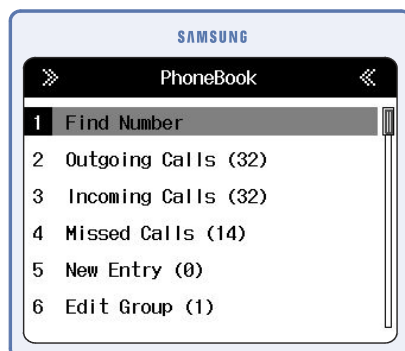 SAMSUNG
» PhoneBook «
1 Find Number
2 Outgoing Calls (32)
3 Incoming Calls (32)
4 Missed Calls (14)
5 New Entry (0)
6 Edit Group (1)